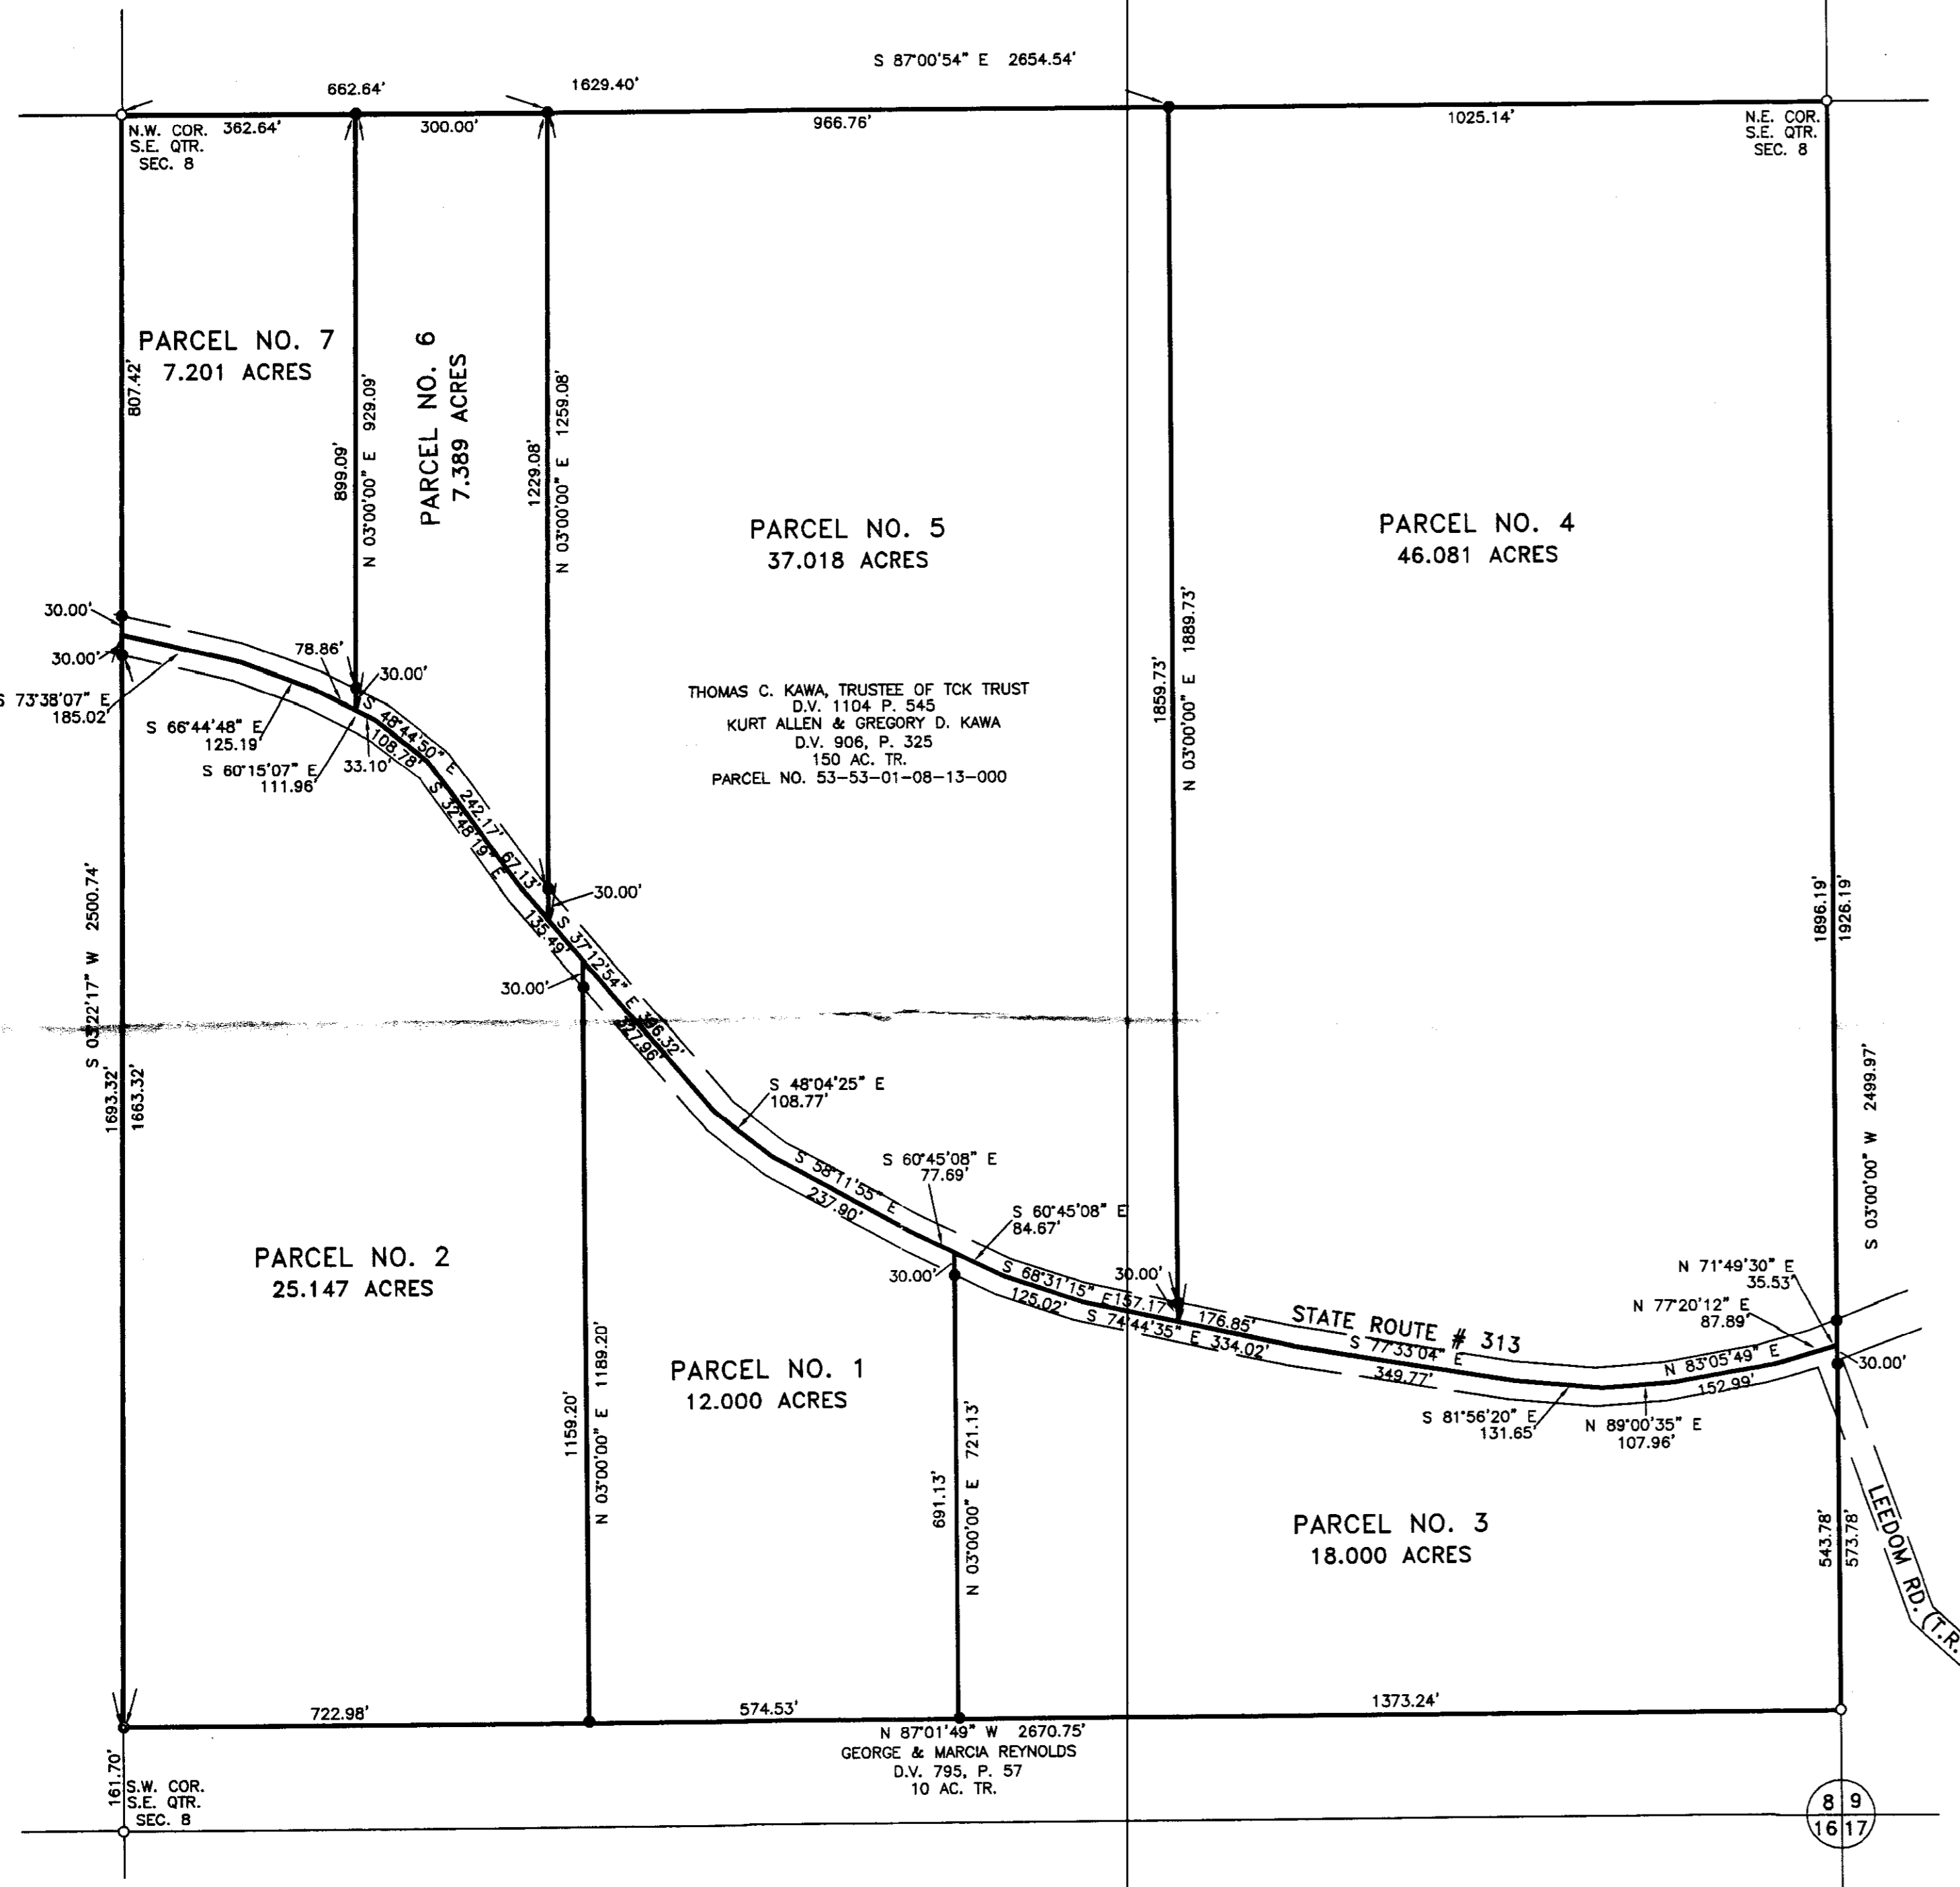 S 87°00'54" E 2654.54'
662.64'
1629.40'
362.64'
300.00'
966.76'
1025.14'
N.W. COR.
S.E. QTR.
SEC. 8
N.E. COR.
S.E. QTR.
SEC. 8
PARCEL NO. 7
7.201 ACRES
807.42'
899.09'
N 03°00'00" E 929.09'
PARCEL NO. 6
7.389 ACRES
1229.08'
N 03°00'00" E 1259.08'
PARCEL NO. 5
37.018 ACRES
PARCEL NO. 4
46.081 ACRES
1859.73'
N 03°00'00" E 1889.73'
THOMAS C. KAWA, TRUSTEE OF TCK TRUST
D.V. 1104 P. 545
KURT ALLEN & GREGORY D. KAWA
D.V. 906, P. 325
150 AC. TR.
PARCEL NO. 53-53-01-08-13-000
30.00'
30.00'
S 73°38'07" E
185.02'
78.86'
30.00'
S 66°44'48" E
125.19'
S 60°15'07" E
111.96'
33.10'
S 48°44'50" E
108.78'
242.17'
S 32°48'19" E
67.13'
30.00'
135.49'
S 37°12'54" E 396.32'
30.00'
327.96'
S 03°22'17" W 2500.74'
1693.32'
1663.32'
1896.19'
1926.19'
S 03°00'00" W 2499.97'
S 48°04'25" E
108.77'
S 58°11'55" E
237.90'
S 60°45'08" E
77.69'
S 60°45'08" E
84.67'
30.00'
S 68°31'15" E
125.02'
157.17'
30.00'
S 74°44'35" E 334.02'
176.85'
STATE ROUTE # 313
S 77°33'04" E
349.77'
S 81°56'20" E
131.65'
N 89°00'35" E
107.96'
N 83°05'49" E
152.99'
N 77°20'12" E
87.89'
N 71°49'30" E
35.53'
30.00'
PARCEL NO. 2
25.147 ACRES
1159.20'
N 03°00'00" E 1189.20'
PARCEL NO. 1
12.000 ACRES
691.13'
N 03°00'00" E 721.13'
PARCEL NO. 3
18.000 ACRES
543.78'
573.78'
LEEDOM RD. (T.R.
722.98'
574.53'
1373.24'
N 87°01'49" W 2670.75'
GEORGE & MARCIA REYNOLDS
D.V. 795, P. 57
10 AC. TR.
161.70'
S.W. COR.
S.E. QTR.
SEC. 8
8 9
16 17